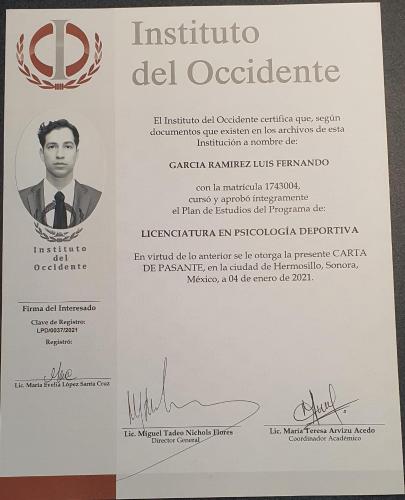 Instituto
del Occidente
El Instituto del Occidente certifica que, según
documentos que existen en los archivos de esta
Institución a nombre de:
GARCIA RAMIREZ LUIS FERNANDO
con la matrícula 1743004,
cursó y aprobó íntegramente
el Plan de Estudios del Programa de:
LICENCIATURA EN PSICOLOGÍA DEPORTIVA
En virtud de lo anterior se le otorga la presente CARTA
DE PASANTE, en la ciudad de Hermosillo, Sonora,
México, a 04 de enero de 2021.
Instituto
del
Occidente
Firma del Interesado
Clave de Registro:
LPD/0037/2021
Registró:
Lic. María Evelia López Santa Cruz
Lic. Miguel Tadeo Nichols Flores
Director General
Lic. María Teresa Arvizu Acedo
Coordinador Académico